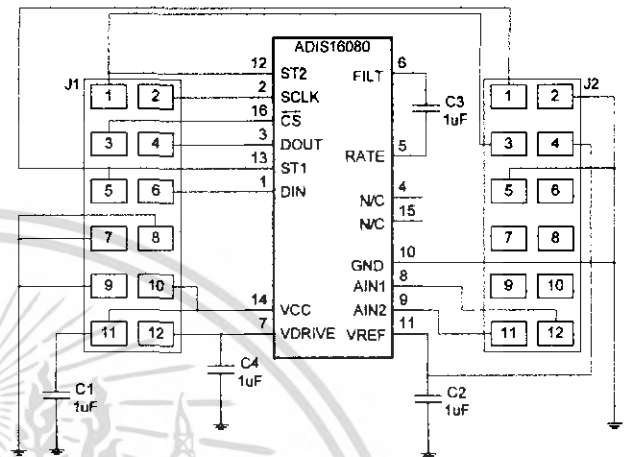 ADIS16080
J1
1 2
3 4
5 6
7 8
9 10
11 12
12 ST2
2 SCLK
16 CS
3 DOUT
13 ST1
1 DIN
14 VCC
7 VDRIVE
FILT 6
RATE 5
N/C 4
N/C 15
GND 10
AIN1 8
AIN2 9
VREF 11
C3
1uF
J2
1 2
3 4
5 6
7 8
9 10
11 12
C1
1uF
C4
1uF
C2
1uF